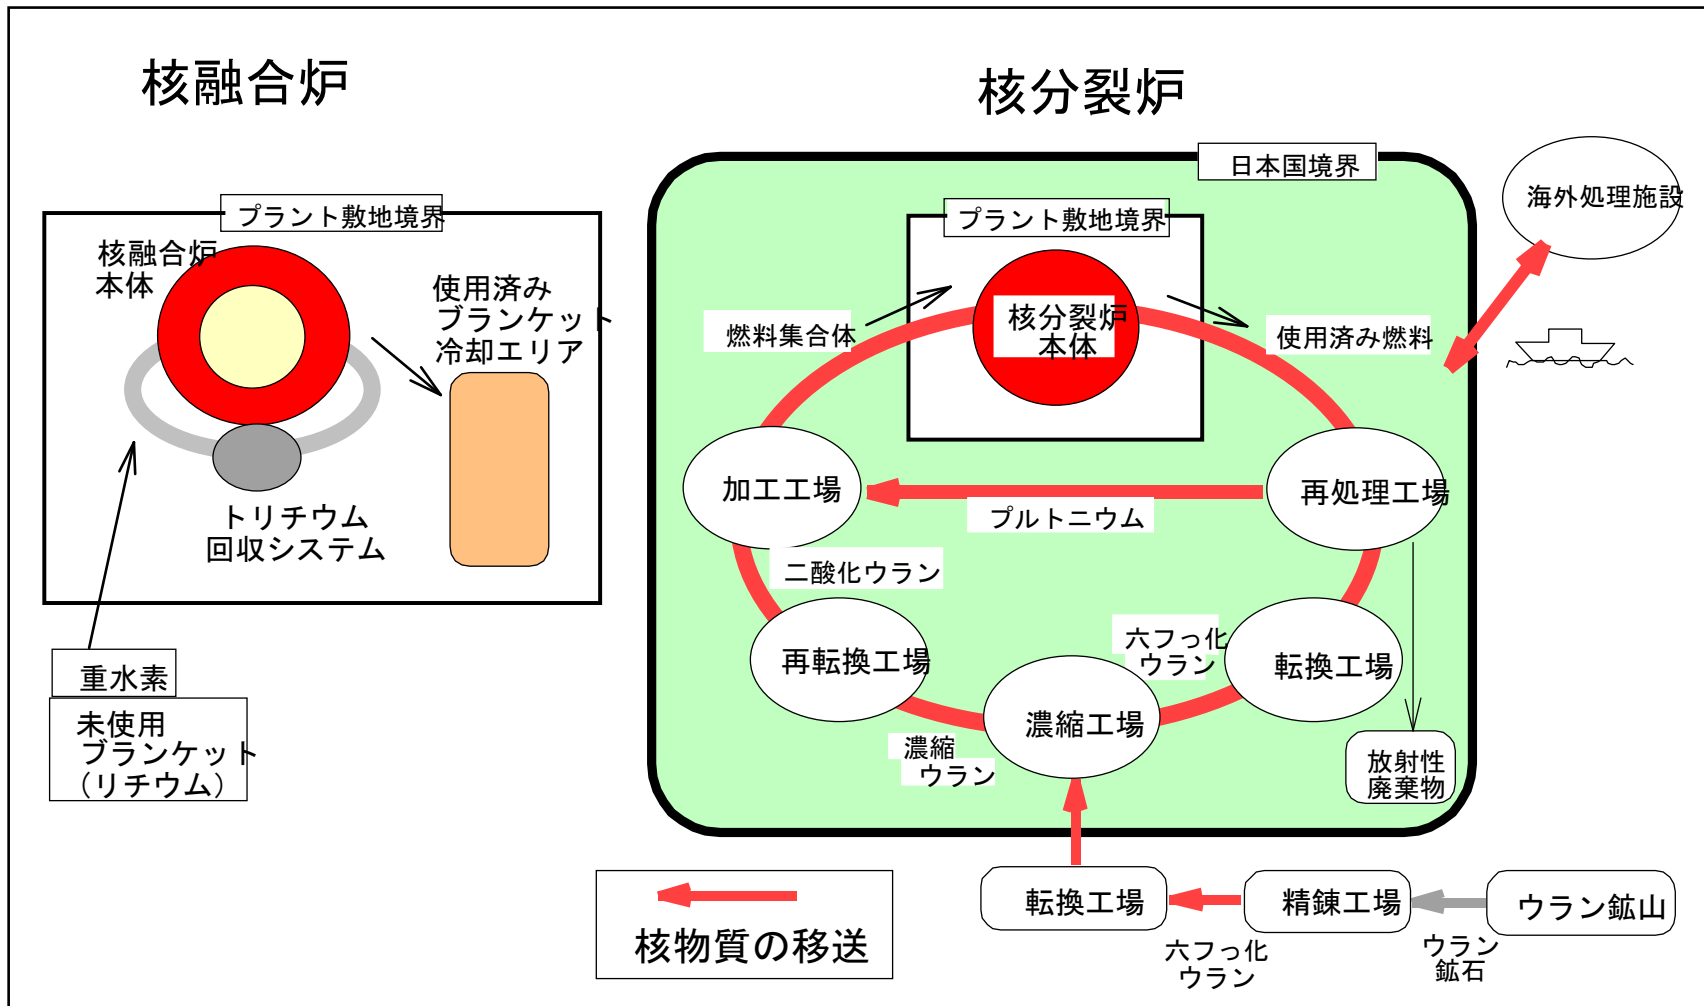 核融合炉
プラント敷地境界
核融合炉
本体
使用済み
ブランケット
冷却エリア
トリチウム
回収システム
重水素
未使用
ブランケット
(リチウム)
核分裂炉
日本国境界
海外処理施設
プラント敷地境界
核分裂炉
本体
燃料集合体
使用済み燃料
加工工場
再処理工場
プルトニウム
二酸化ウラン
再転換工場
六フっ化
ウラン
転換工場
濃縮工場
濃縮
ウラン
放射性
廃棄物
転換工場
精錬工場
ウラン鉱山
六フっ化
ウラン
ウラン
鉱石
核物質の移送